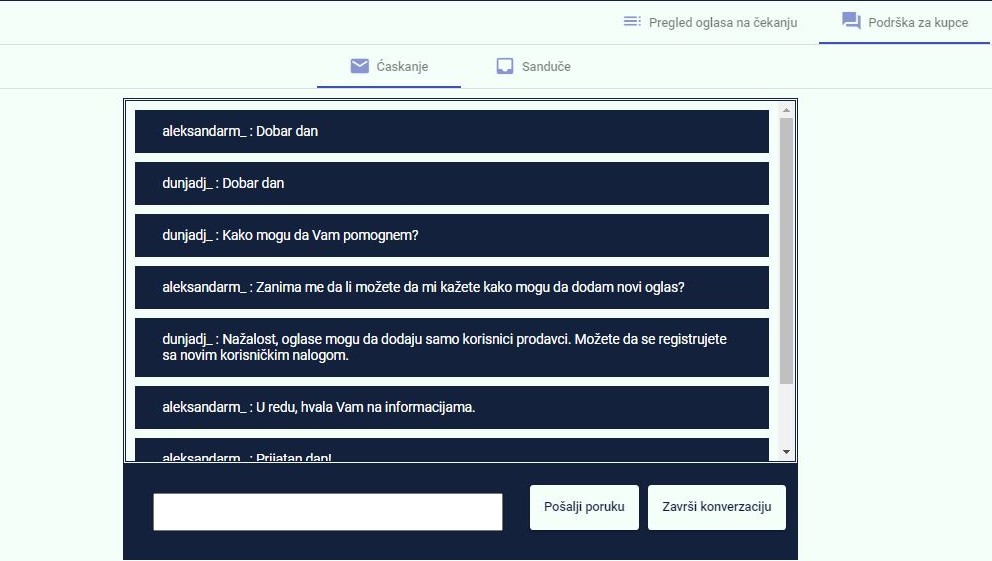 Pregled oglasa na čekanju
Podrška za kupce
Ćaskanje
Sanduče
aleksandarm_ : Dobar dan
dunjadj_ : Dobar dan
dunjadj_ : Kako mogu da Vam pomognem?
aleksandarm_ : Zanima me da li možete da mi kažete kako mogu da dodam novi oglas?
dunjadj_ : Nažalost, oglase mogu da dodaju samo korisnici prodavci. Možete da se registrujete
sa novim korisničkim nalogom.
aleksandarm_ : U redu, hvala Vam na informacijama.
aleksandarm_ : Prijatan dan!
Pošalji poruku
Završi konverzaciju